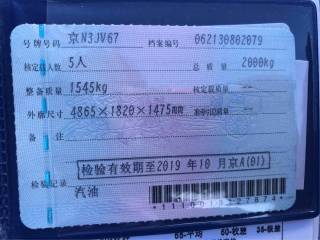 号牌号码 京N3JV67 档案编号 062130802079
核定载人数 5人 总质量 2000kg
整备质量 1545kg 核定载质量 --
外廓尺寸 4865×1820×1475mm 准牵引总质量 --
备注
检验有效期至2019年10月京A(01)
检验记录
汽油